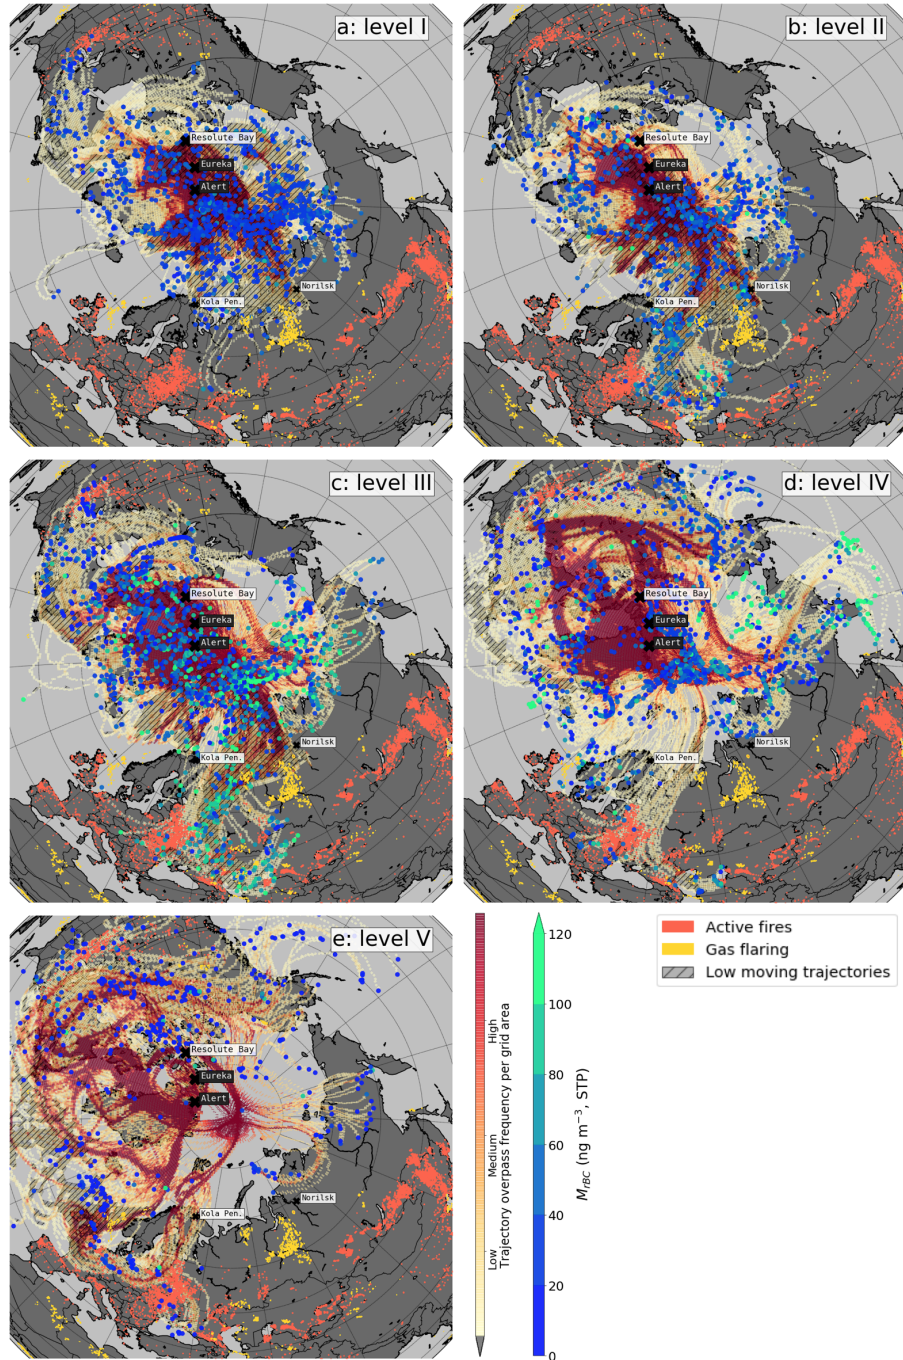 a: level I
Resolute Bay
Eureka
Alert
Norilsk
Kola Pen.
b: level II
Resolute Bay
Eureka
Alert
Norilsk
Kola Pen.
c: level III
Resolute Bay
Eureka
Alert
Norilsk
Kola Pen.
d: level IV
Resolute Bay
Eureka
Alert
Norilsk
Kola Pen.
e: level V
Resolute Bay
Eureka
Alert
Norilsk
Kola Pen.
High
Medium
Low
Trajectory overpass frequency per grid area
120
100
80
60
40
20
0
M_rBC (ng m⁻³, STP)
Active fires
Gas flaring
Low moving trajectories